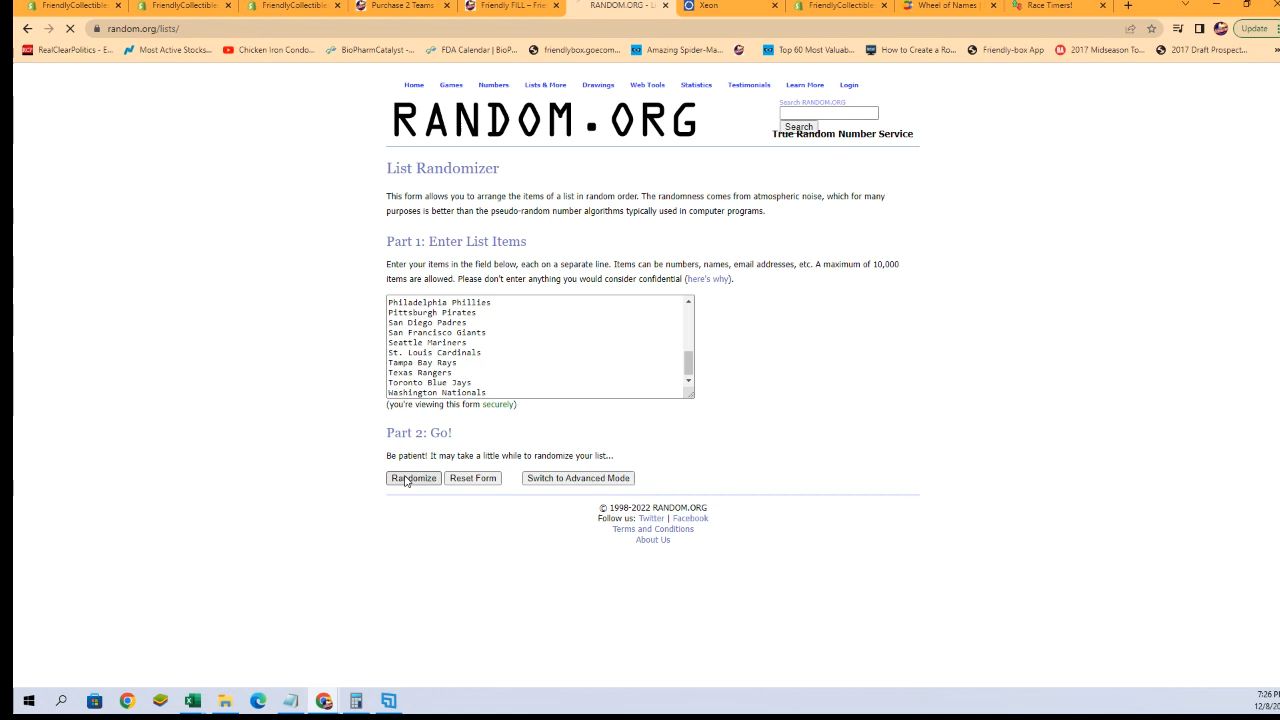 FriendlyCollectible
FriendlyCollectible
FriendlyCollectible
Purchase 2 Teams
Friendly FILL – Frie
RANDOM.ORG - L
Xeon
FriendlyCollectible
Wheel of Names |
Race Timers!
random.org/lists/
Update
RealClearPolitics - E...
Most Active Stocks...
Chicken Iron Condo...
BioPharmCatalyst -...
FDA Calendar | BioP...
friendlybox.goecom...
Amazing Spider-Ma...
Top 60 Most Valuab...
How to Create a Ro...
Friendly-box App
2017 Midseason To...
2017 Draft Prospect...
Home Games Numbers Lists & More Drawings Web Tools Statistics Testimonials Learn More Login
RANDOM.ORG
Search RANDOM.ORG
Search
True Random Number Service
List Randomizer
This form allows you to arrange the items of a list in random order. The randomness comes from atmospheric noise, which for many
purposes is better than the pseudo-random number algorithms typically used in computer programs.
Part 1: Enter List Items
Enter your items in the field below, each on a separate line. Items can be numbers, names, email addresses, etc. A maximum of 10,000
items are allowed. Please don't enter anything you would consider confidential (here's why).
Philadelphia Phillies
Pittsburgh Pirates
San Diego Padres
San Francisco Giants
Seattle Mariners
St. Louis Cardinals
Tampa Bay Rays
Texas Rangers
Toronto Blue Jays
Washington Nationals
(you're viewing this form securely)
Part 2: Go!
Be patient! It may take a little while to randomize your list...
Randomize Reset Form Switch to Advanced Mode
© 1998-2022 RANDOM.ORG
Follow us: Twitter | Facebook
Terms and Conditions
About Us
7:26 P
12/8/20